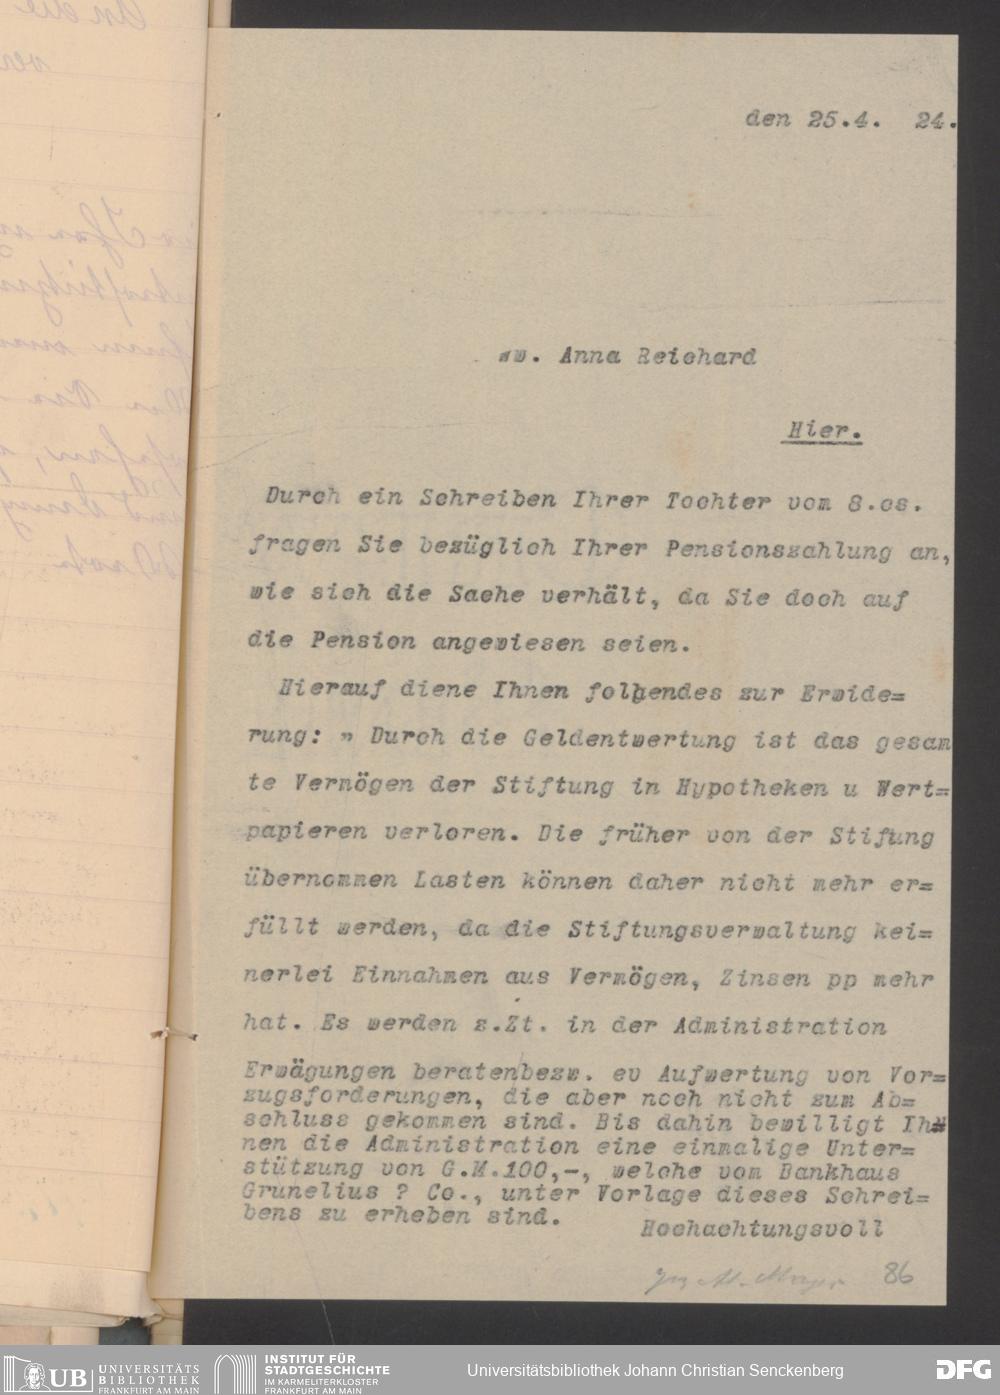 den 25.4. 24.
Anna Reichard
Hier.
Durch ein Schreiben Ihrer Tochter vom 8.cs.
fragen Sie bezüglich Ihrer Pensionszahlung an,
wie sich die Sache verhält, da Sie doch auf
die Pension angewiesen seien.
Hierauf diene Ihnen folgendes zur Erwide=
rung: " Durch die Geldentwertung ist das gesam
te Vermögen der Stiftung in Hypotheken u Wert=
papieren verloren. Die früher von der Stifung
übernommen Lasten können daher nicht mehr er=
füllt werden, da die Stiftungsverwaltung kei=
nerlei Einnahmen aus Vermögen, Zinsen pp mehr
hat. Es werden z.Zt. in der Administration
Erwägungen beratenbezw. ev Aufwertung von Vor=
zugsforderungen, die aber noch nicht zum Ab=
schluss gekommen sind. Bis dahin bewilligt Ih=
nen die Administration eine einmalige Unter=
stützung von G.M.100,-, welche vom Bankhaus
Grunelius ? Co., unter Vorlage dieses Schrei=
bens zu erheben sind.
Hochachtungsvoll
86
UB UNIVERSITÄTS
BIBLIOTHEK
FRANKFURT AM MAIN
INSTITUT FÜR
STADTGESCHICHTE
IM KARMELITERKLOSTER
FRANKFURT AM MAIN
Universitätsbibliothek Johann Christian Senckenberg
DFG